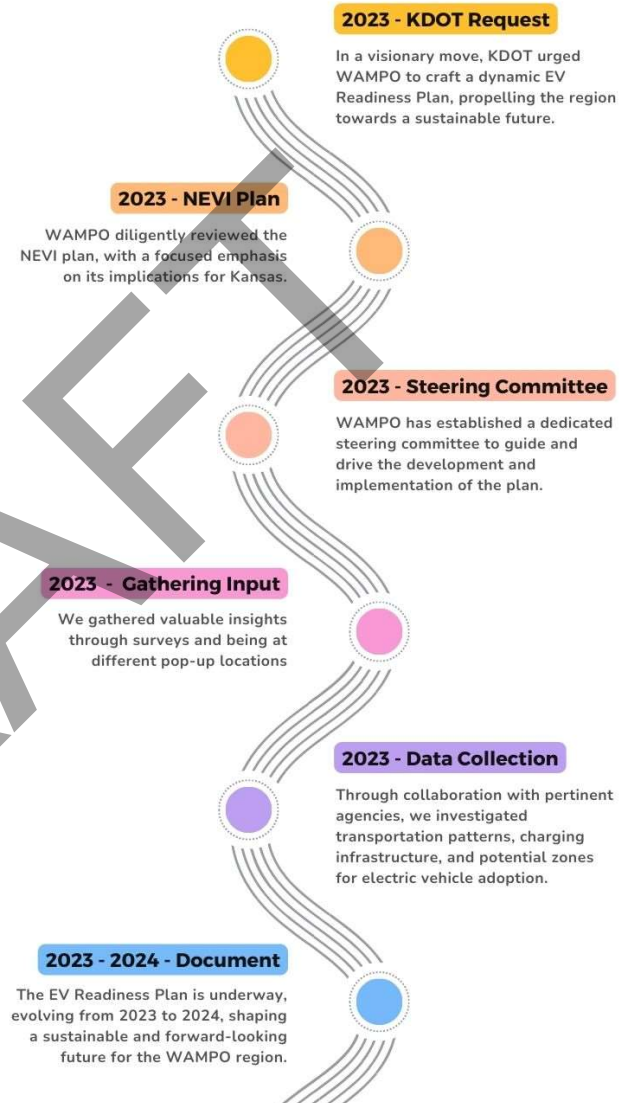 2023 - KDOT Request
In a visionary move, KDOT urged
WAMPO to craft a dynamic EV
Readiness Plan, propelling the region
towards a sustainable future.
2023 - NEVI Plan
WAMPO diligently reviewed the
NEVI plan, with a focused emphasis
on its implications for Kansas.
2023 - Steering Committee
WAMPO has established a dedicated
steering committee to guide and
drive the development and
implementation of the plan.
2023 - Gathering Input
We gathered valuable insights
through surveys and being at
different pop-up locations
2023 - Data Collection
Through collaboration with pertinent
agencies, we investigated
transportation patterns, charging
infrastructure, and potential zones
for electric vehicle adoption.
2023 - 2024 - Document
The EV Readiness Plan is underway,
evolving from 2023 to 2024, shaping
a sustainable and forward-looking
future for the WAMPO region.